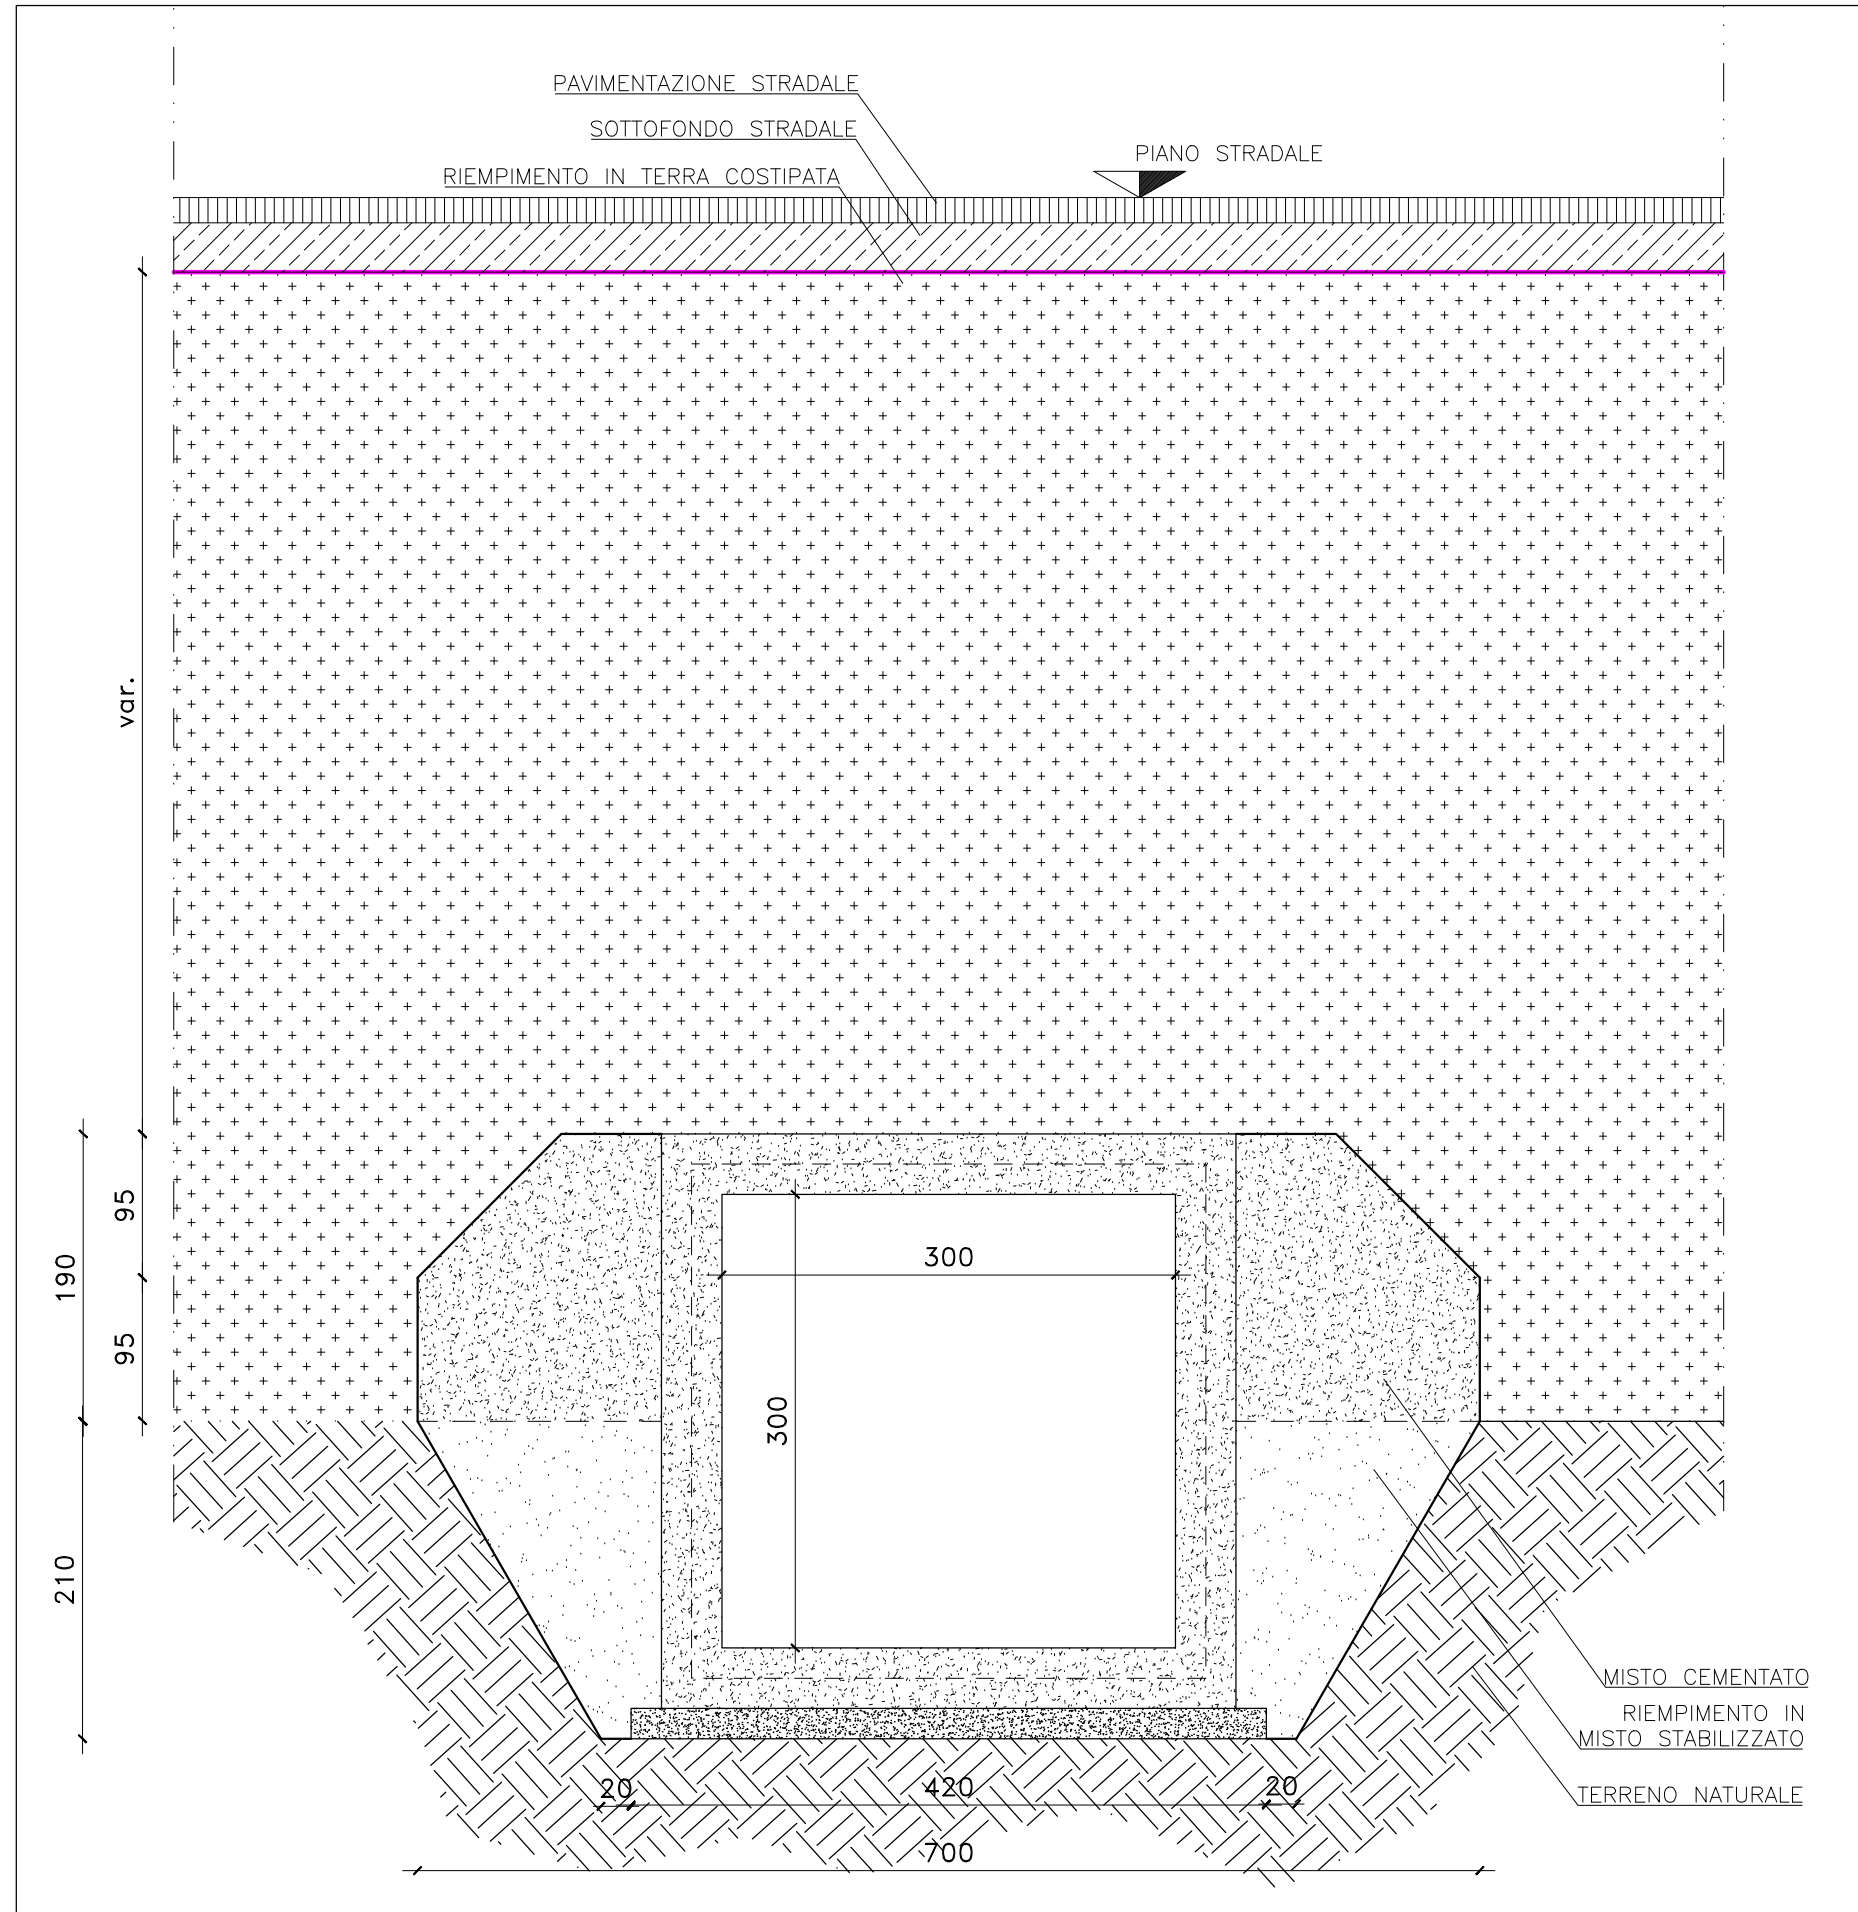 PAVIMENTAZIONE STRADALE
SOTTOFONDO STRADALE
PIANO STRADALE
RIEMPIMENTO IN TERRA COSTIPATA
var.
95
190
95
300
300
210
MISTO CEMENTATO
RIEMPIMENTO IN
MISTO STABILIZZATO
TERRENO NATURALE
20
420
20
700